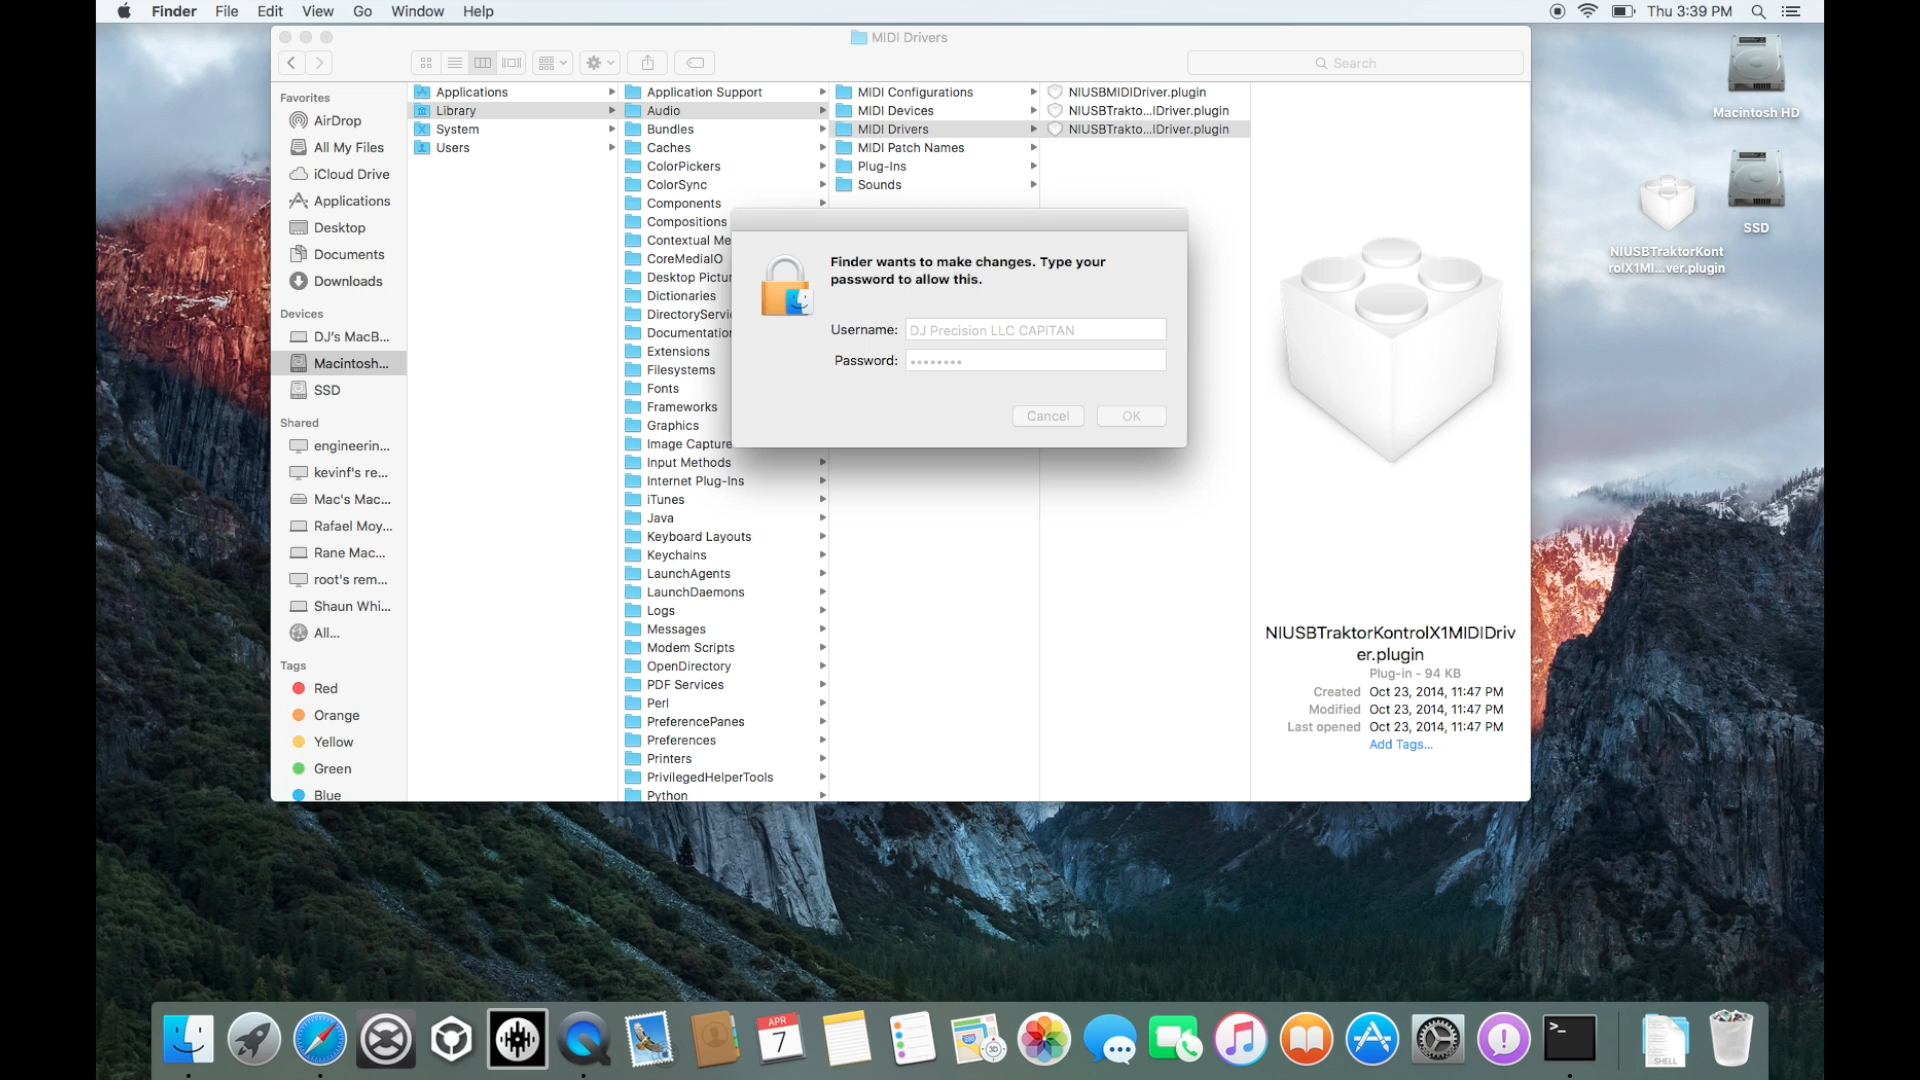 Finder File Edit View Go Window Help
Thu 3:39 PM
MIDI Drivers
Search
Favorites
AirDrop
All My Files
iCloud Drive
Applications
Desktop
Documents
Downloads
Devices
DJ's MacB...
Macintosh...
SSD
Shared
engineerin...
kevinf's re...
Mac's Mac...
Rafael Moy...
Rane Mac...
root's rem...
Shaun Whi...
All...
Tags
Red
Orange
Yellow
Green
Blue
Applications
Library
System
Users
Application Support
Audio
Bundles
Caches
ColorPickers
ColorSync
Components
Compositions
Contextual Me
CoreMediaIO
Desktop Pictur
Dictionaries
DirectoryServi
Documentation
Extensions
Filesystems
Fonts
Frameworks
Graphics
Image Capture
Input Methods
Internet Plug-Ins
iTunes
Java
Keyboard Layouts
Keychains
LaunchAgents
LaunchDaemons
Logs
Messages
Modem Scripts
OpenDirectory
PDF Services
Perl
PreferencePanes
Preferences
Printers
PrivilegedHelperTools
Python
MIDI Configurations
MIDI Devices
MIDI Drivers
MIDI Patch Names
Plug-Ins
Sounds
NIUSBMIDIDriver.plugin
NIUSBTrakto...IDriver.plugin
NIUSBTrakto...IDriver.plugin
Finder wants to make changes. Type your
password to allow this.
Username: DJ Precision LLC CAPITAN
Password: ••••••••
Cancel OK
NIUSBTraktorKontrolX1MIDIDriv
er.plugin
Plug-in - 94 KB
Created Oct 23, 2014, 11:47 PM
Modified Oct 23, 2014, 11:47 PM
Last opened Oct 23, 2014, 11:47 PM
Add Tags...
Macintosh HD
SSD
NIUSBTraktorKont
rolX1MI...ver.plugin
APR
7
3D
SHELL